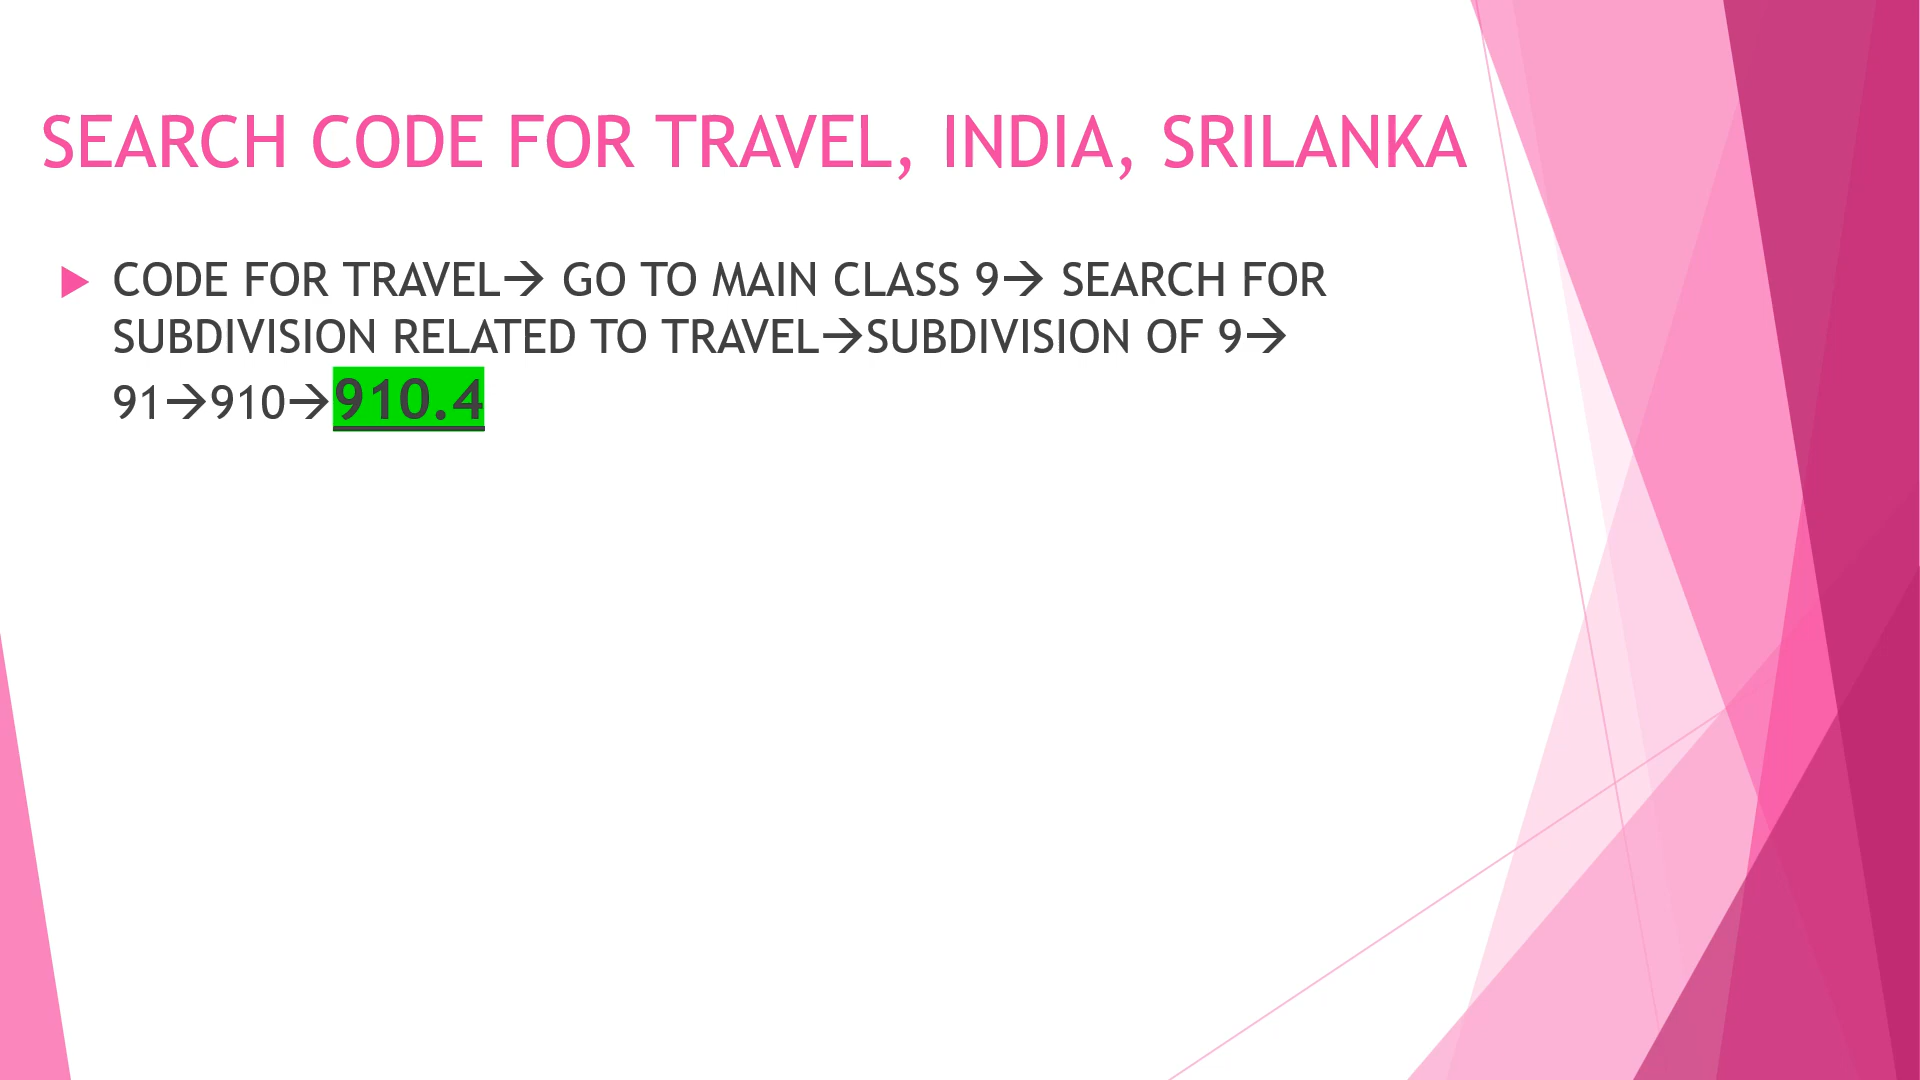 SEARCH CODE FOR TRAVEL, INDIA, SRILANKA
CODE FOR TRAVEL→ GO TO MAIN CLASS 9→ SEARCH FOR
SUBDIVISION RELATED TO TRAVEL→SUBDIVISION OF 9→
91→910→910.4